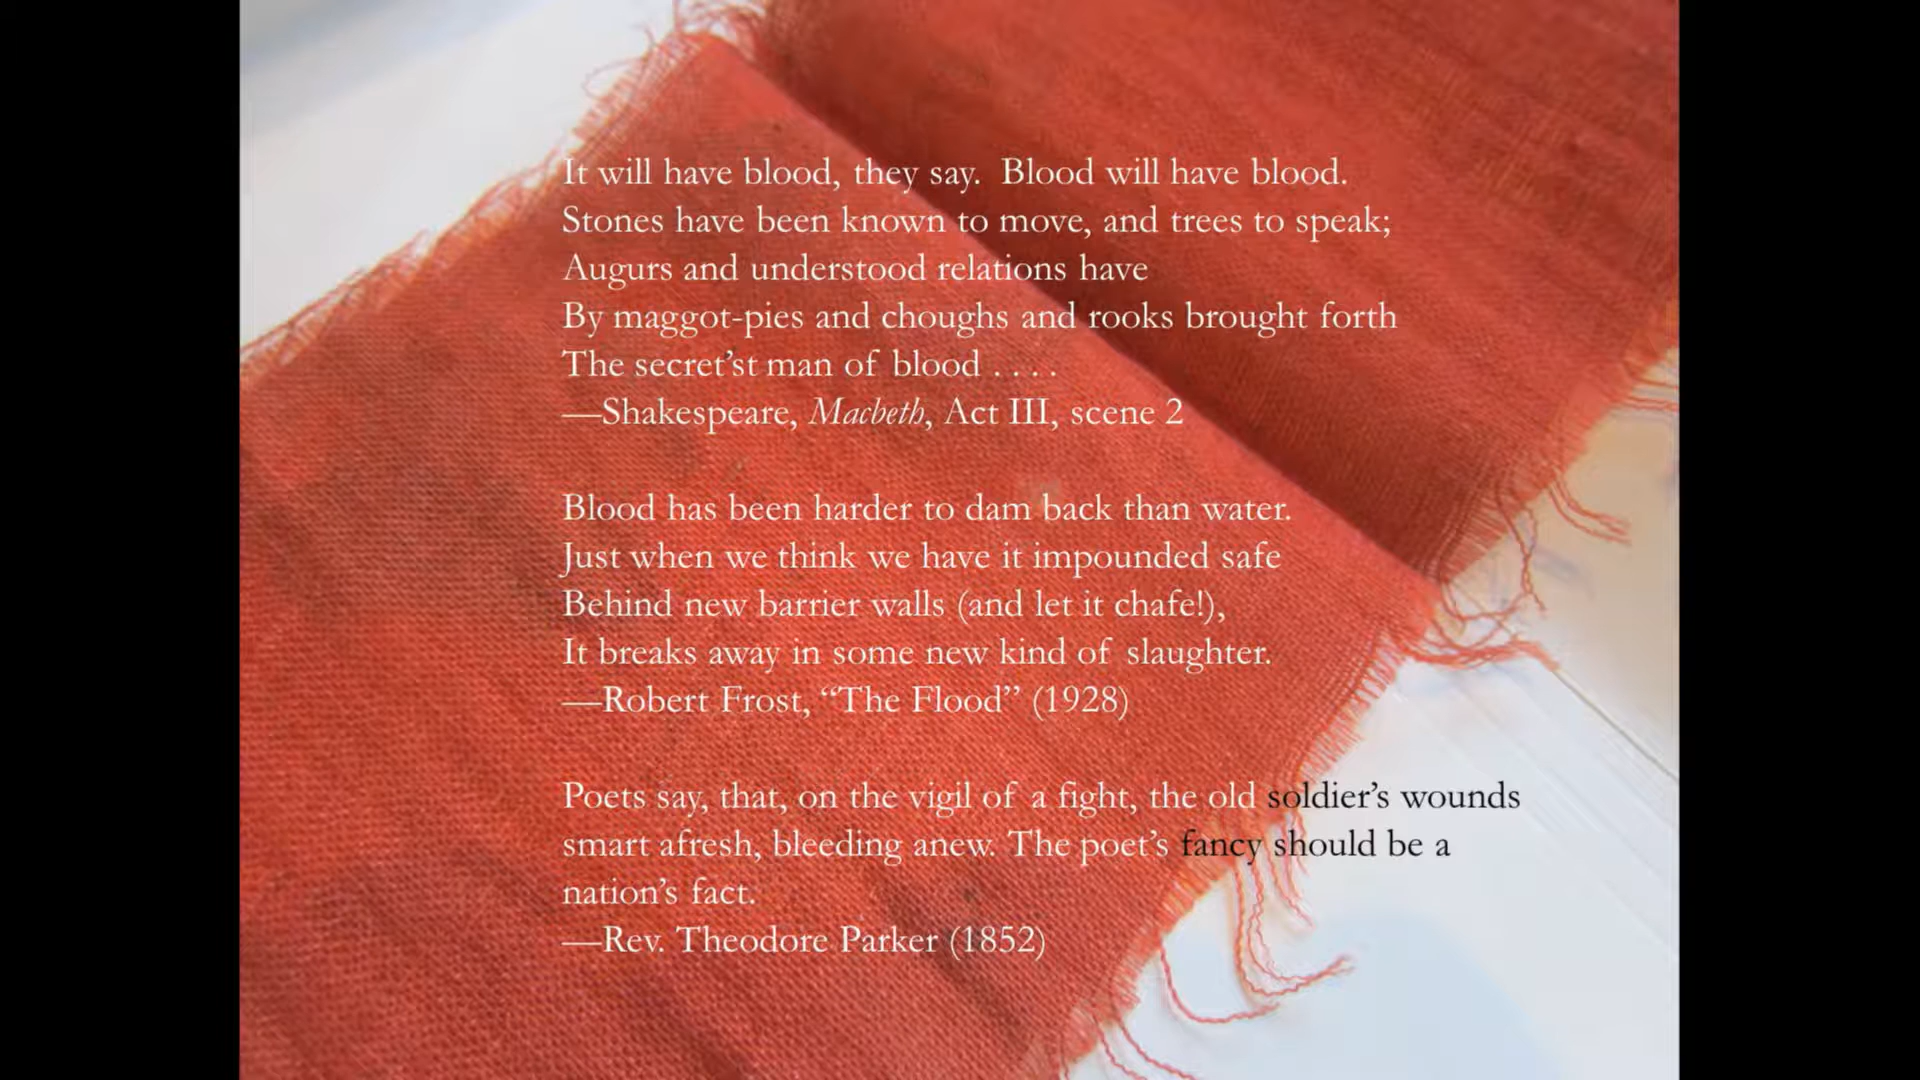 It will have blood, they say.  Blood will have blood.
Stones have been known to move, and trees to speak;
Augurs and understood relations have
By maggot-pies and choughs and rooks brought forth
The secret’st man of blood . . . .
—Shakespeare, Macbeth, Act III, scene 2
Blood has been harder to dam back than water.
Just when we think we have it impounded safe
Behind new barrier walls (and let it chafe!),
It breaks away in some new kind of slaughter.
—Robert Frost, “The Flood” (1928)
Poets say, that, on the vigil of a fight, the old soldier’s wounds
smart afresh, bleeding anew. The poet’s fancy should be a
nation’s fact.
—Rev. Theodore Parker (1852)